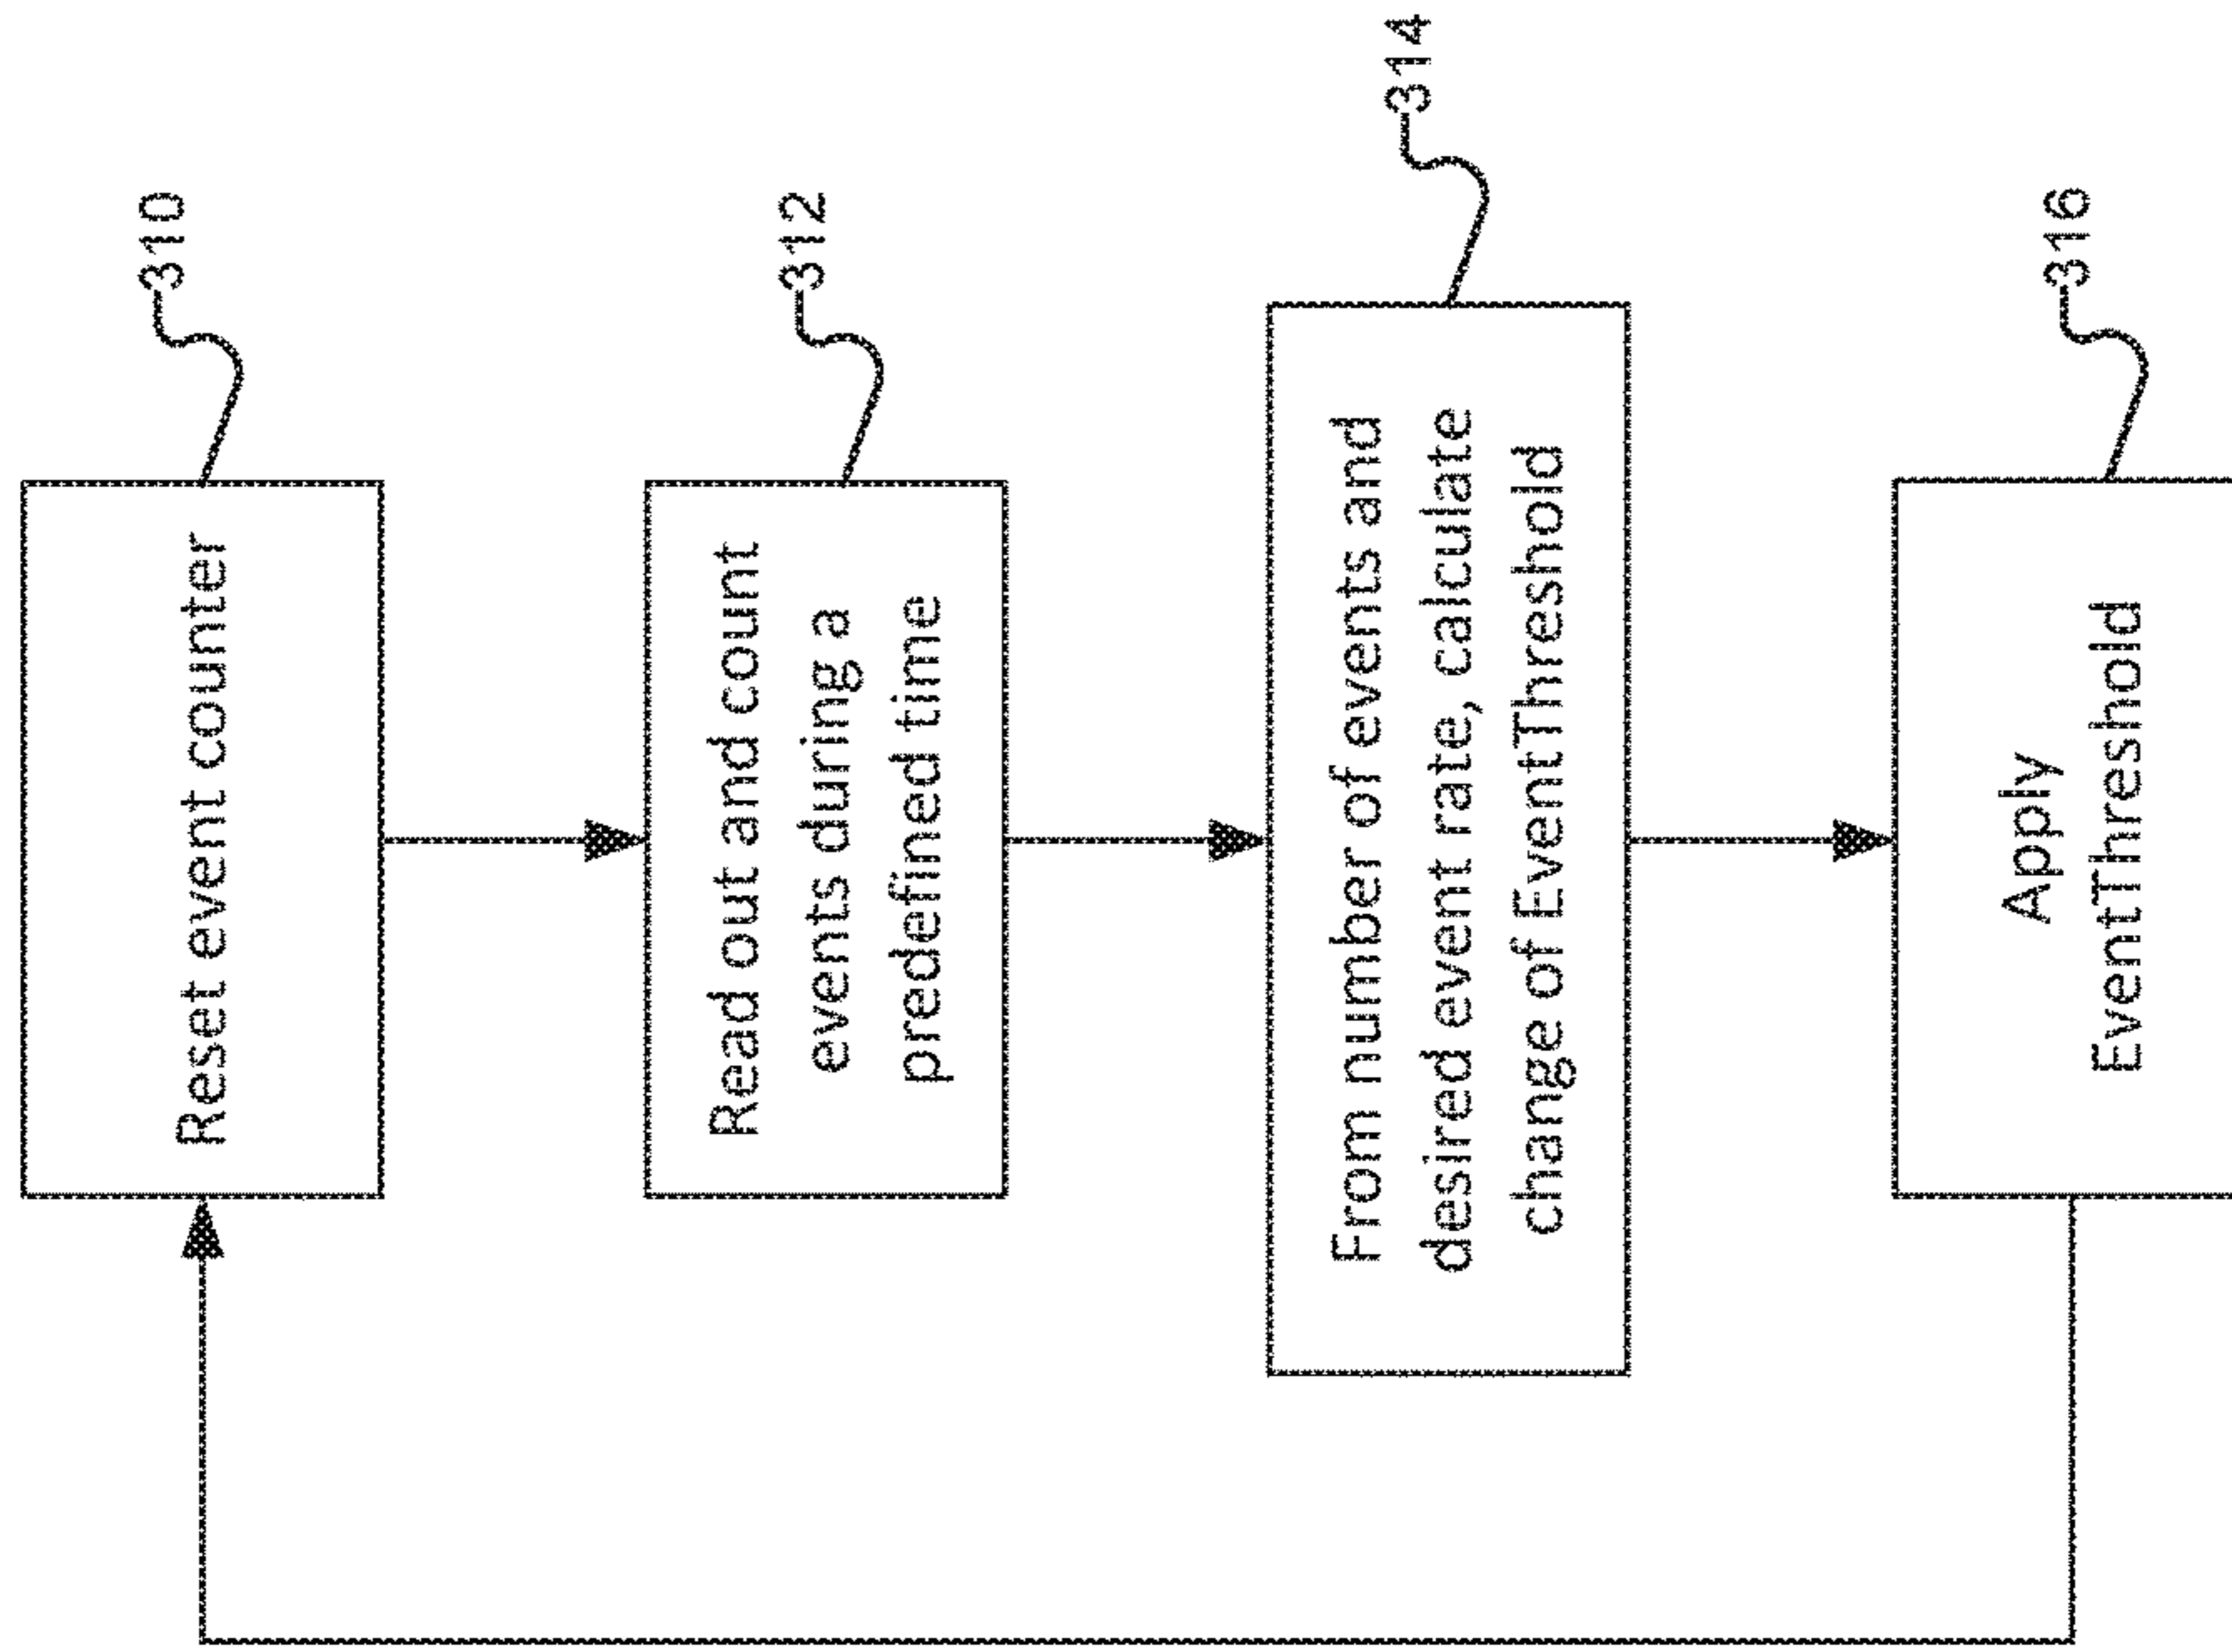 Reset event counter
310
Read out and count
events during a
predefined time
312
From number of events and
desired event rate, calculate
change of EventThreshold
314
Apply
EventThreshold
316